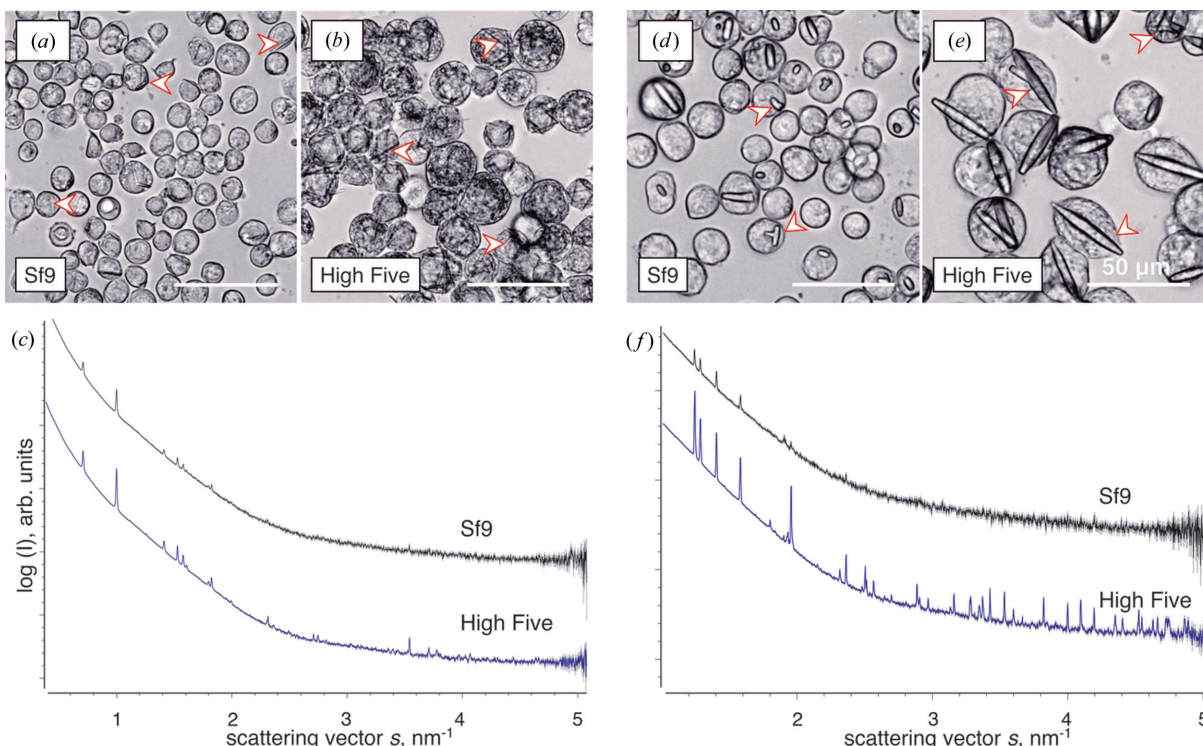 (a)
(b)
(d)
(e)
Sf9
High Five
Sf9
High Five
50 µm
(c)
(f)
log (I), arb. units
Sf9
High Five
1
2
3
4
5
scattering vector s, nm⁻¹
Sf9
High Five
2
3
4
5
scattering vector s, nm⁻¹